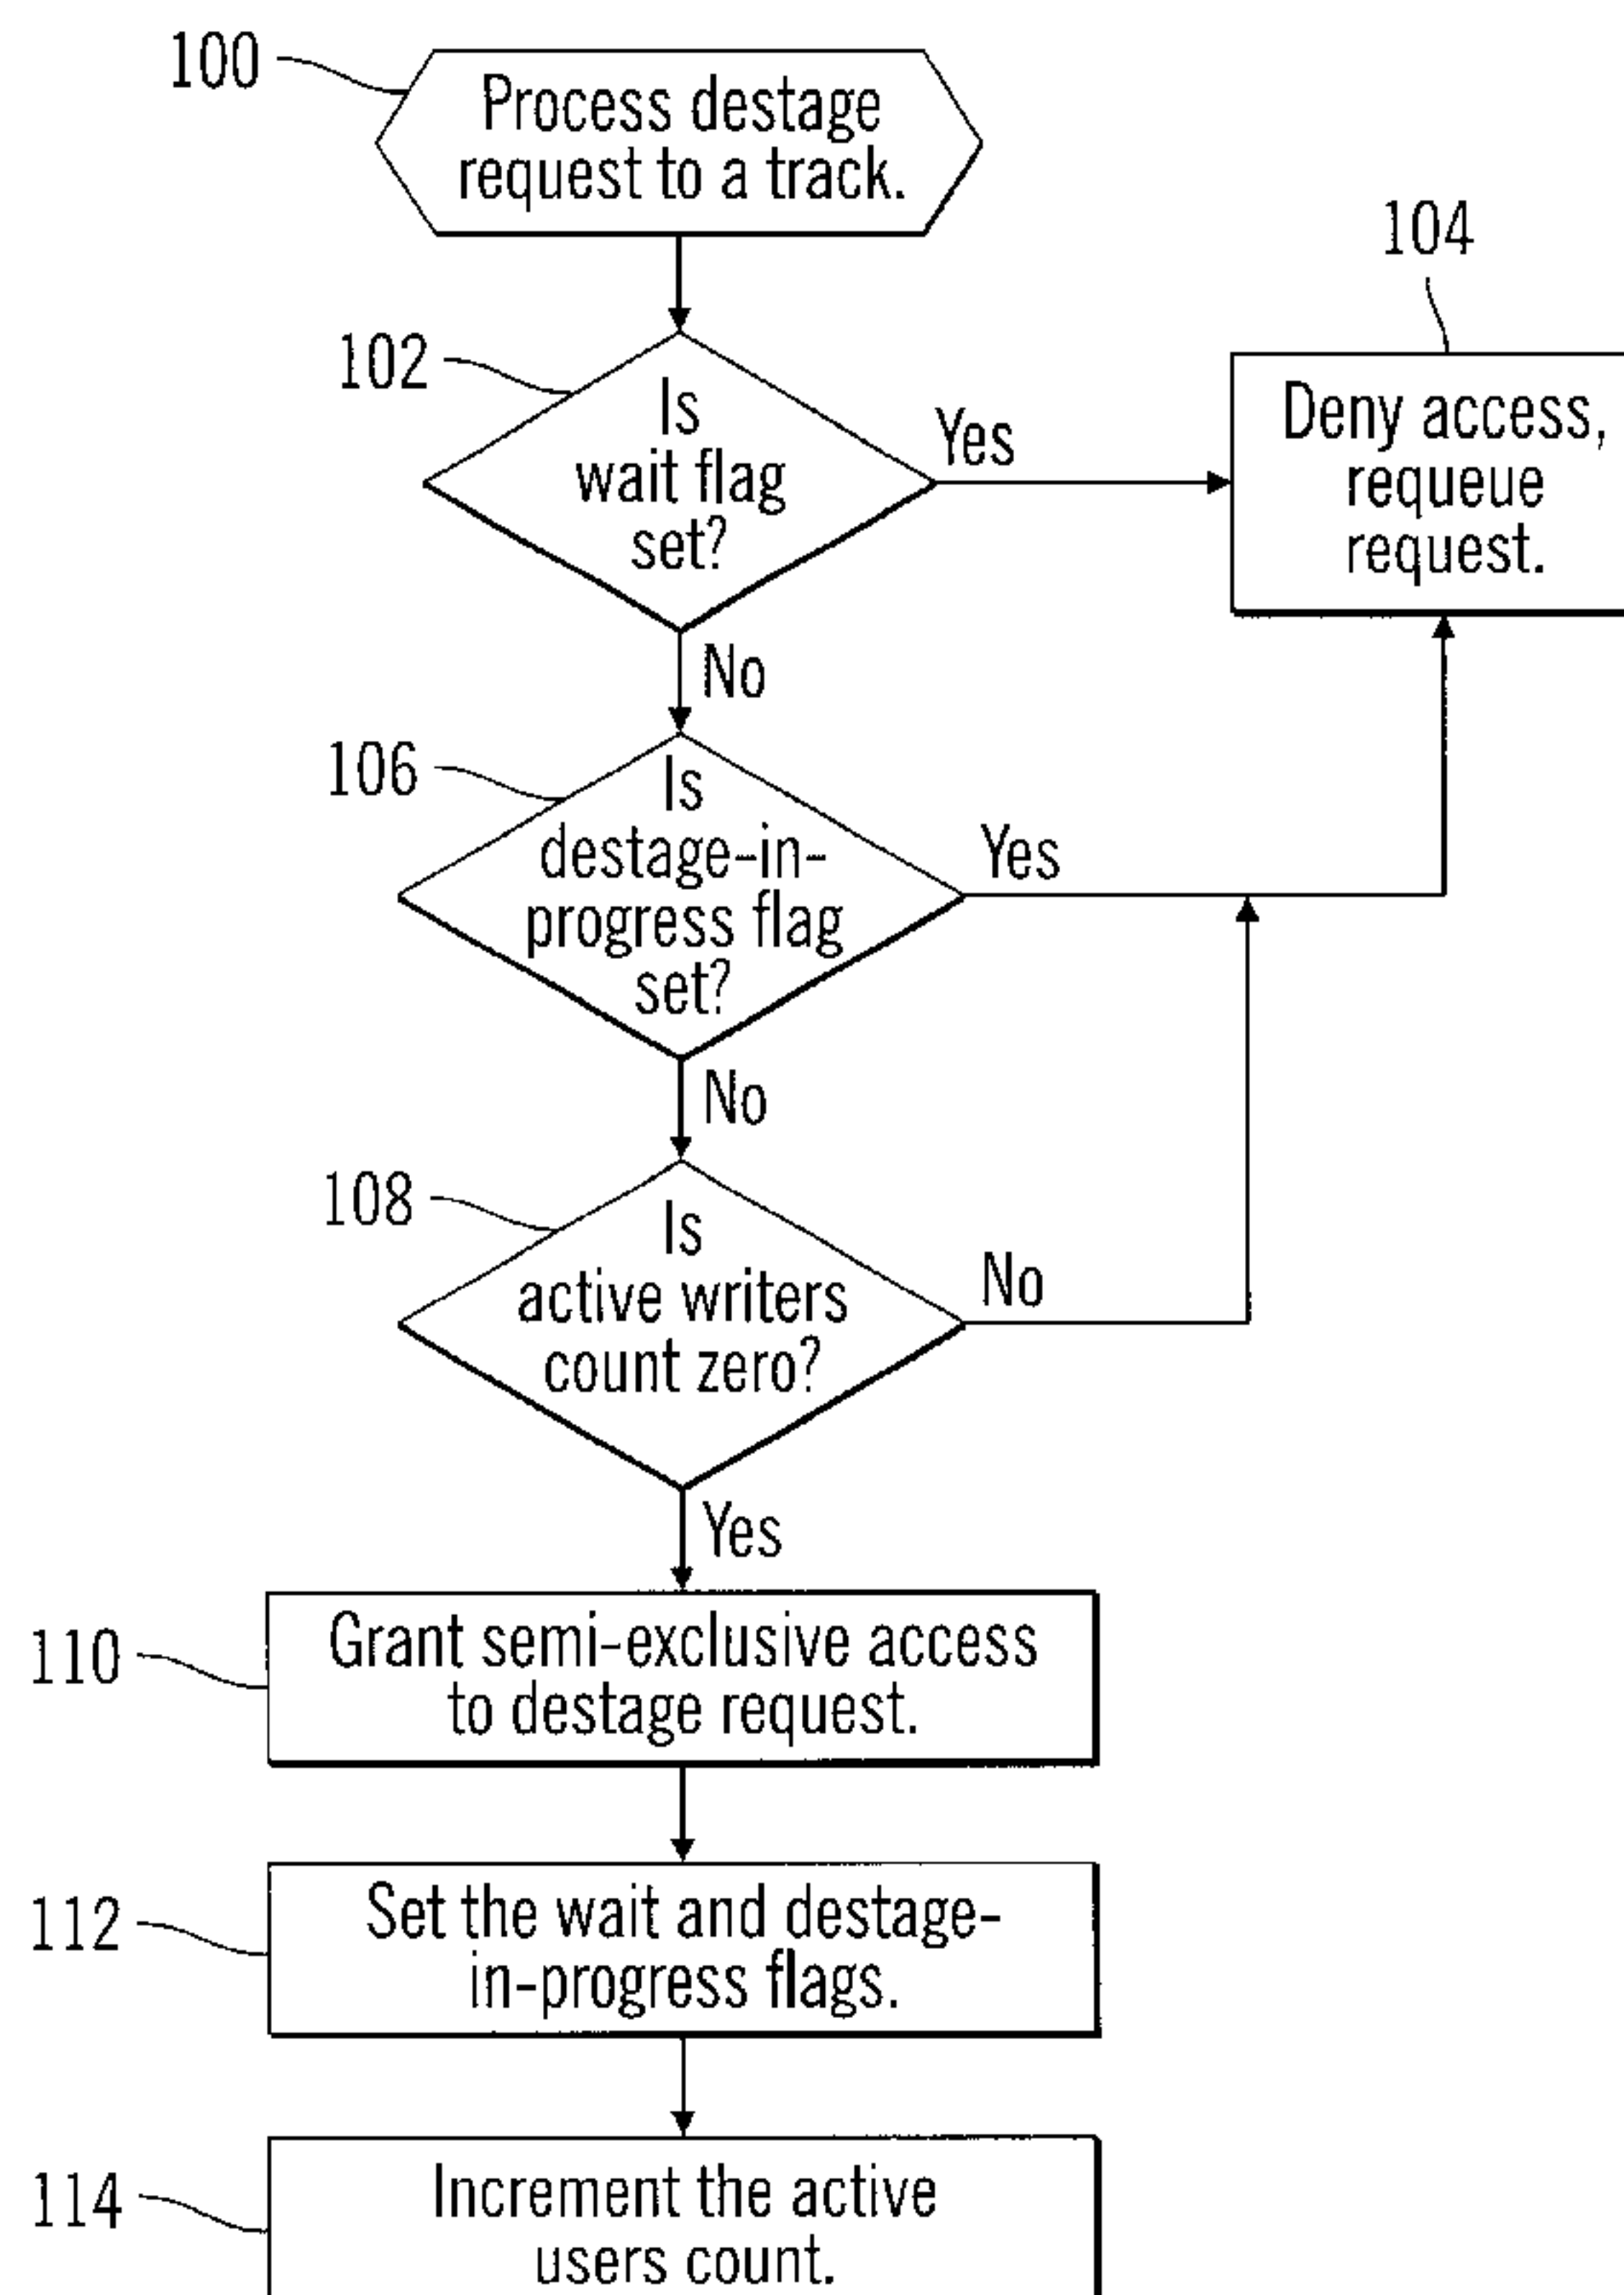 100
Process destage
request to a track.
104
102
Is
wait flag
set?
Yes
Deny access,
requeue
request.
No
106
Is
destage-in-
progress flag
set?
Yes
No
108
Is
active writers
count zero?
No
Yes
110
Grant semi-exclusive access
to destage request.
112
Set the wait and destage-
in-progress flags.
114
Increment the active
users count.